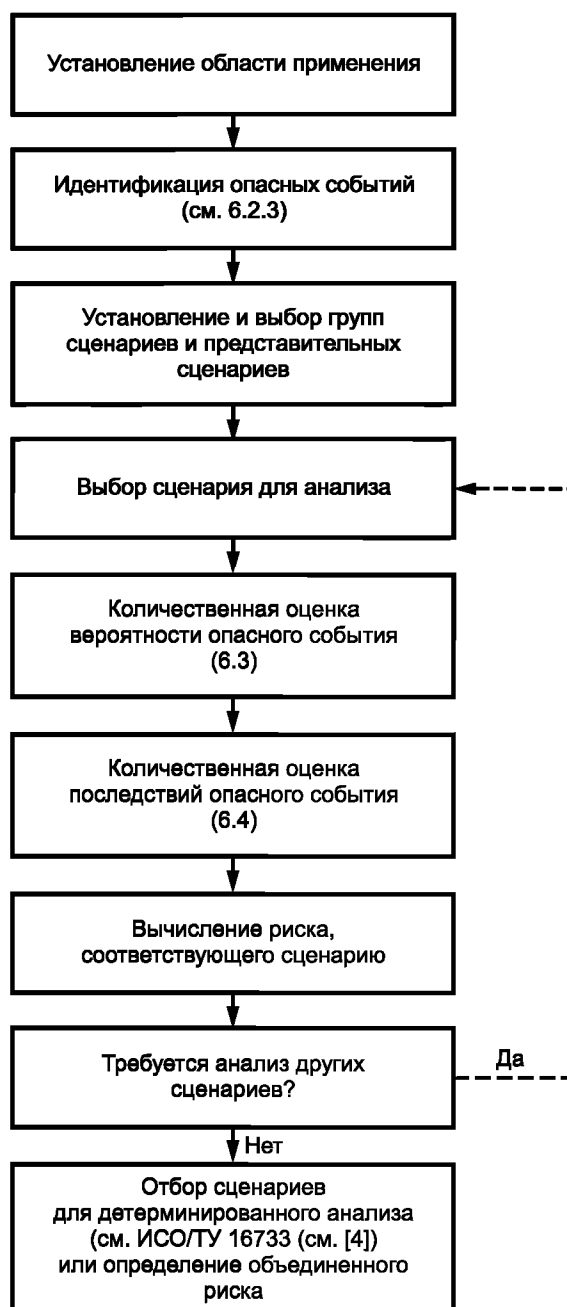 Установление области применения
Идентификация опасных событий
(см. 6.2.3)
Установление и выбор групп
сценариев и представительных
сценариев
Выбор сценария для анализа
Количественная оценка
вероятности опасного события
(6.3)
Количественная оценка
последствий опасного события
(6.4)
Вычисление риска,
соответствующего сценарию
Требуется анализ других
сценариев?
Да
Нет
Отбор сценариев
для детерминированного анализа
(см. ИСО/ТУ 16733 (см. [4])
или определение объединенного
риска